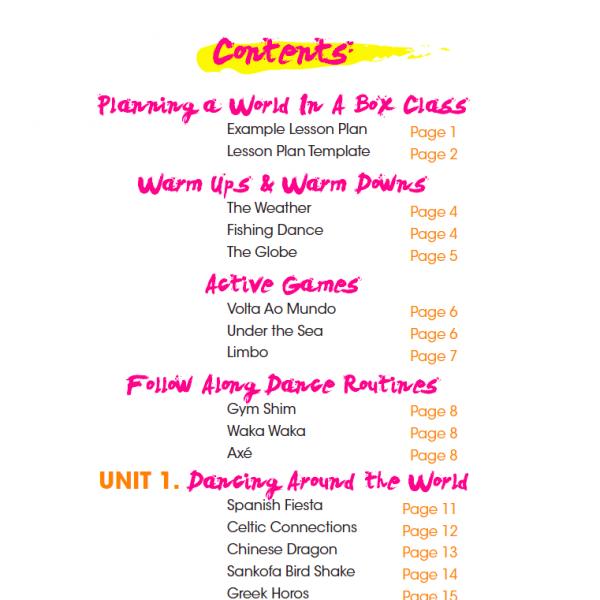 Contents:
Planning a World In A Box Class
Example Lesson Plan Page 1
Lesson Plan Template Page 2
Warm Ups & Warm Downs
The Weather Page 4
Fishing Dance Page 4
The Globe Page 5
Active Games
Volta Ao Mundo Page 6
Under the Sea Page 6
Limbo Page 7
Follow Along Dance Routines
Gym Shim Page 8
Waka Waka Page 8
Axé Page 8
UNIT 1. Dancing Around the World
Spanish Fiesta Page 11
Celtic Connections Page 12
Chinese Dragon Page 13
Sankofa Bird Shake Page 14
Greek Horos Page 15